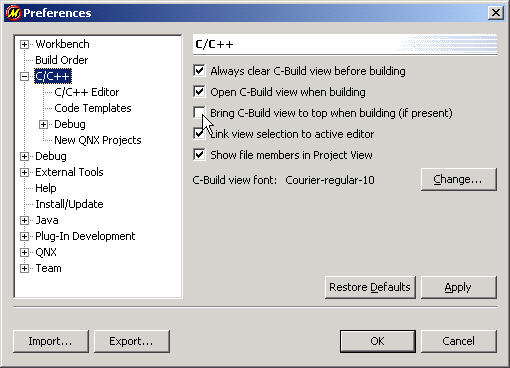 Preferences
Workbench
Build Order
C/C++
C/C++ Editor
Code Templates
Debug
New QNX Projects
Debug
External Tools
Help
Install/Update
Java
Plug-In Development
QNX
Team
C/C++
Always clear C-Build view before building
Open C-Build view when building
Bring C-Build view to top when building (if present)
Link view selection to active editor
Show file members in Project View
C-Build view font: Courier-regular-10 Change...
Restore Defaults Apply
Import... Export... OK Cancel